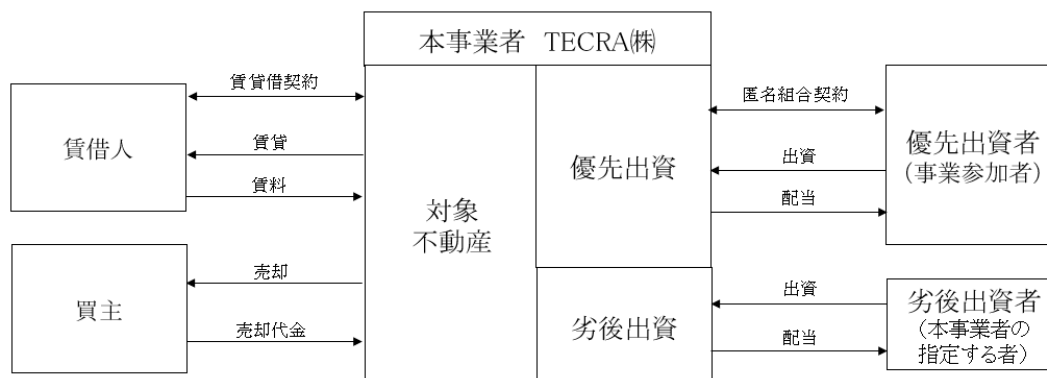 本事業者 TECRA㈱
賃借人
賃貸借契約
賃貸
賃料
買主
売却
売却代金
対象
不動産
優先出資
劣後出資
匿名組合契約
出資
配当
優先出資者
(事業参加者)
出資
配当
劣後出資者
(本事業者の
指定する者)